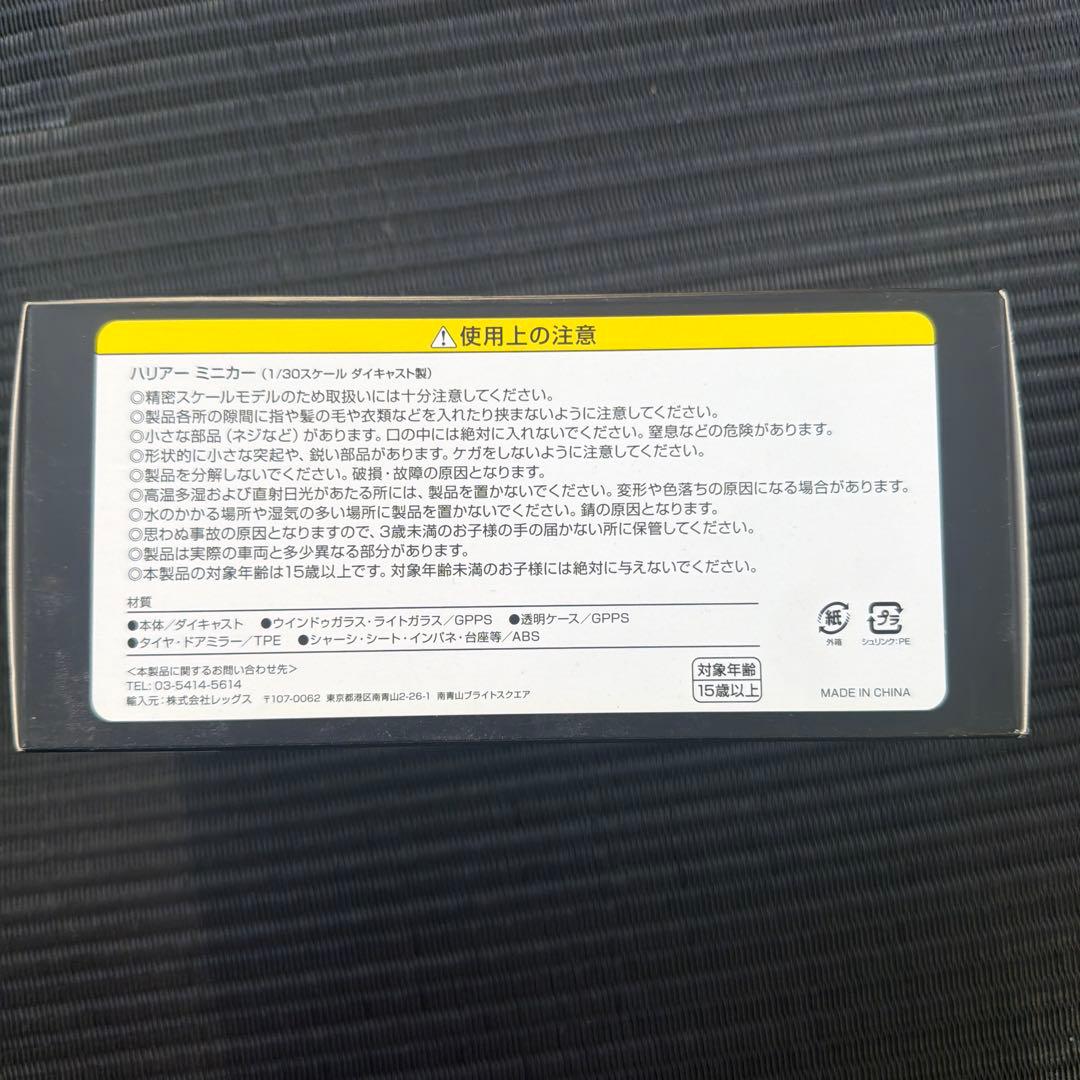 ⚠使用上の注意
ハリアー ミニカー（1/30スケール ダイキャスト製）
◎精密スケールモデルのため取扱いには十分注意してください。
◎製品各所の隙間に指や髪の毛や衣類などを入れたり挟まないように注意してください。
◎小さな部品（ネジなど）があります。口の中には絶対に入れないでください。窒息などの危険があります。
◎形状的に小さな突起や、鋭い部品があります。ケガをしないように注意してください。
◎製品を分解しないでください。破損・故障の原因となります。
◎高温多湿および直射日光があたる所には、製品を置かないでください。変形や色落ちの原因になる場合があります。
◎水のかかる場所や湿気の多い場所に製品を置かないでください。錆の原因となります。
◎思わぬ事故の原因となりますので、3歳未満のお子様の手の届かない所に保管してください。
◎製品は実際の車両と多少異なる部分があります。
◎本製品の対象年齢は15歳以上です。対象年齢未満のお子様には絶対に与えないでください。
材質
●本体／ダイキャスト ●ウインドゥガラス・ライトガラス／GPPS ●透明ケース／GPPS
●タイヤ・ドアミラー／TPE ●シャーシ・シート・インパネ・台座等／ABS
紙
外箱
プラ
シュリンク:PE
<本製品に関するお問い合わせ先>
TEL: 03-5414-5614
輸入元：株式会社レッグス 〒107-0062 東京都港区南青山2-26-1 南青山ブライトスクエア
対象年齢
15歳以上
MADE IN CHINA